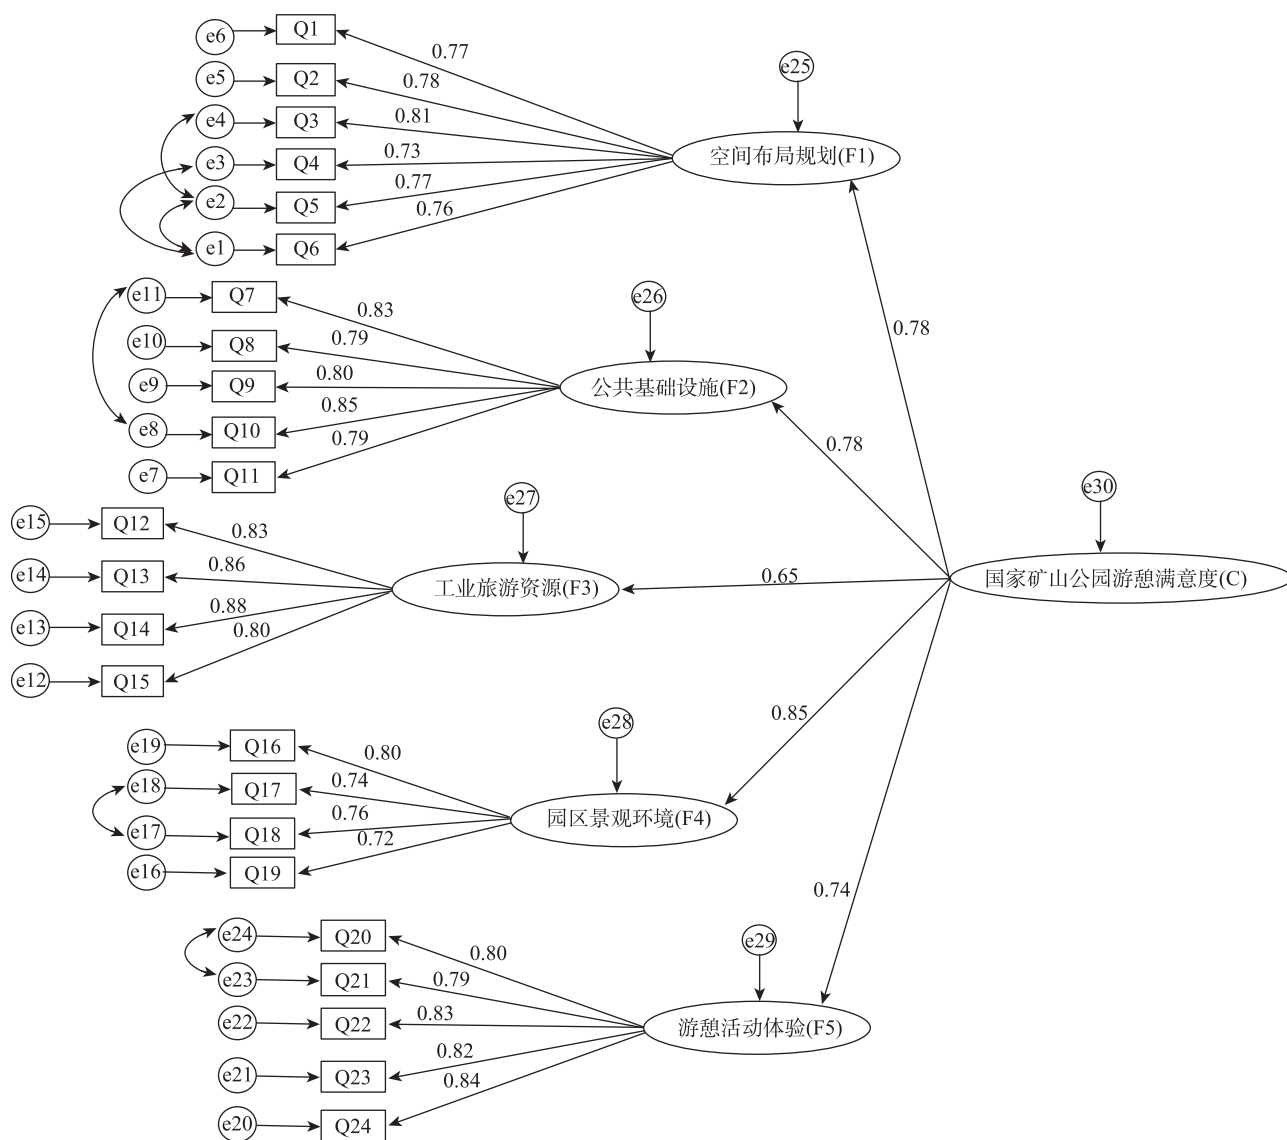 e6 Q1
0.77
e25
e5 Q2
0.78
e4 Q3
0.81
空间布局规划(F1)
e3 Q4
0.73
e2 Q5
0.77
e1 Q6
0.76
0.78
e11 Q7
0.83
e26
e10 Q8
0.79
e9 Q9
0.80
公共基础设施(F2)
e8 Q10
0.85
e7 Q11
0.79
0.78
e30
国家矿山公园游憩满意度(C)
e15 Q12
0.83
e27
e14 Q13
0.86
工业旅游资源(F3)
0.65
e13 Q14
0.88
e12 Q15
0.80
0.85
e19 Q16
0.80
e28
e18 Q17
0.74
园区景观环境(F4)
e17 Q18
0.76
e16 Q19
0.72
0.74
e24 Q20
0.80
e29
e23 Q21
0.79
e22 Q22
0.83
游憩活动体验(F5)
e21 Q23
0.82
e20 Q24
0.84